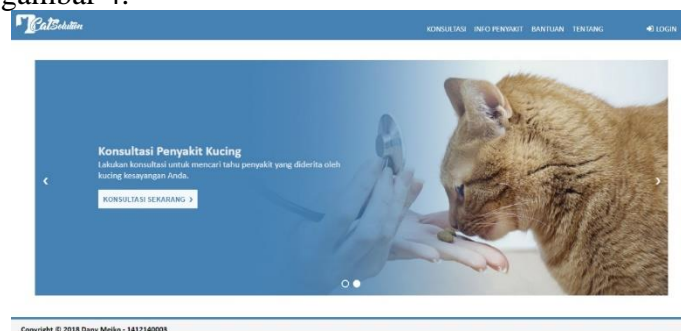 gambar 4.
CatSolution
KONSULTASI INFO PENYAKIT BANTUAN TENTANG LOGIN
Konsultasi Penyakit Kucing
Lakukan konsultasi untuk mencari tahu penyakit yang diderita oleh
kucing kesayangan Anda.
KONSULTASI SEKARANG >
Copyright © 2018 Dany Meiko - 1412140003